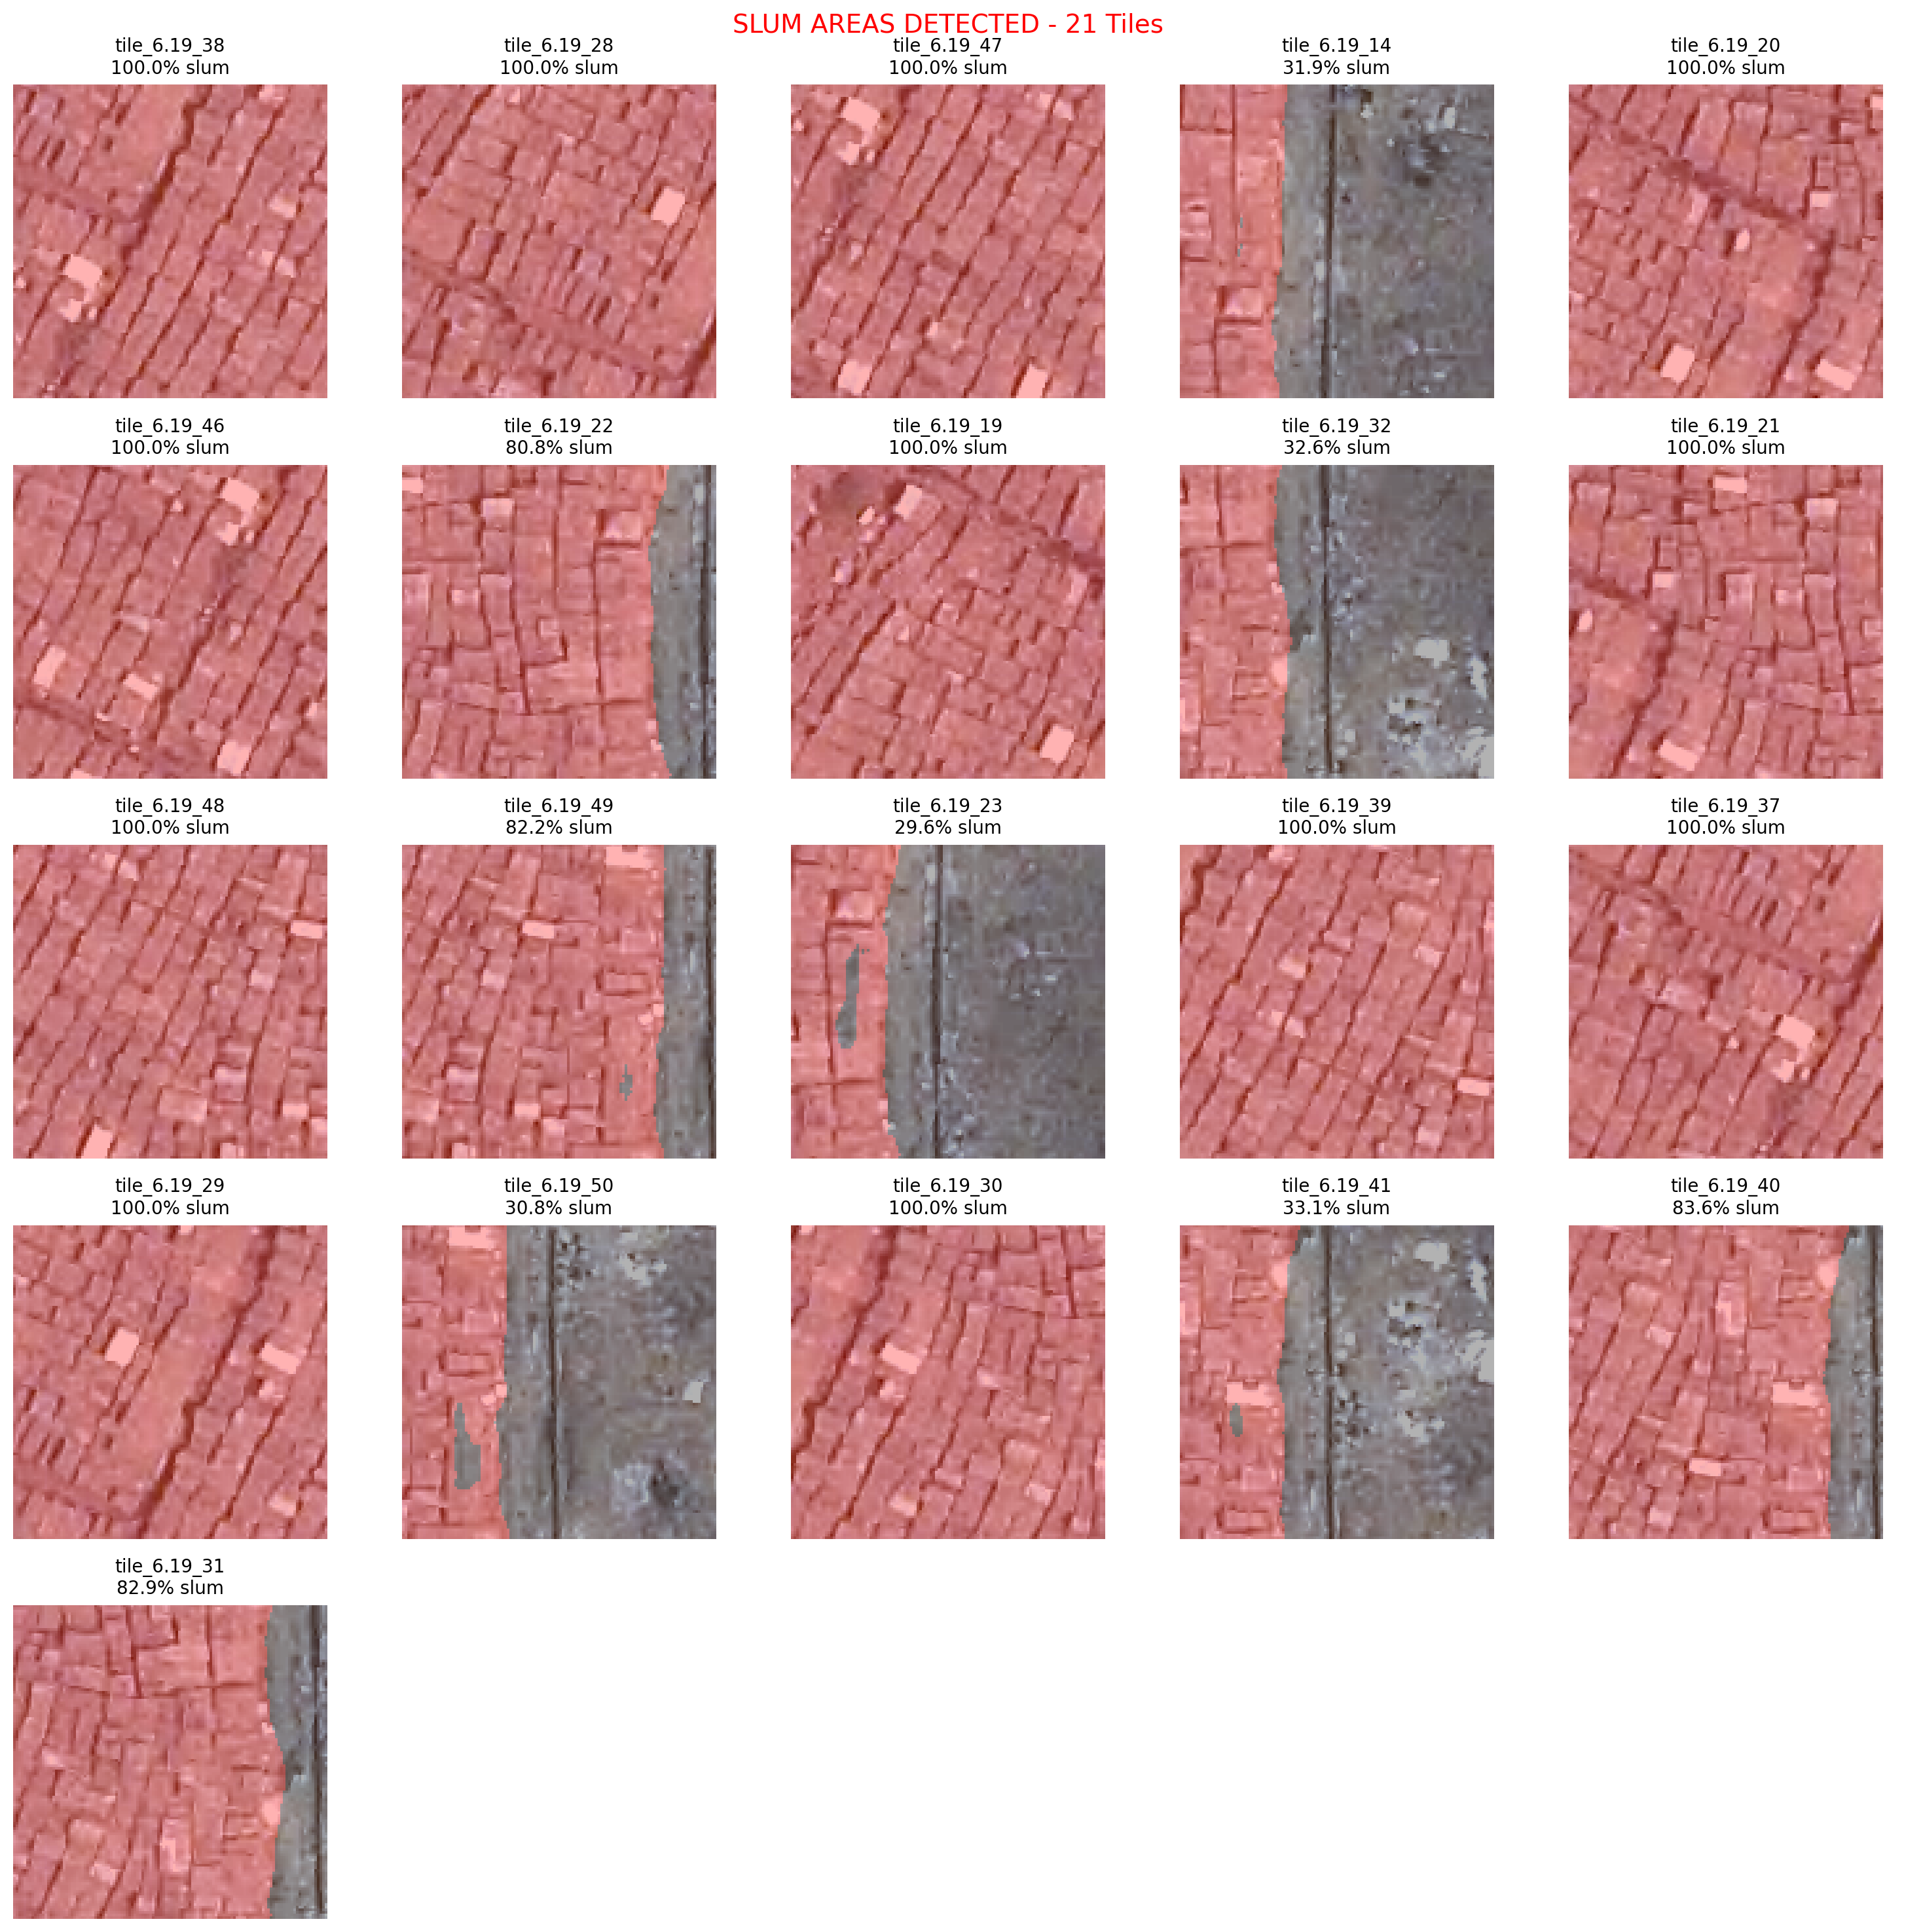 SLUM AREAS DETECTED - 21 Tiles
tile_6.19_38
100.0% slum
tile_6.19_28
100.0% slum
tile_6.19_47
100.0% slum
tile_6.19_14
31.9% slum
tile_6.19_20
100.0% slum
tile_6.19_46
100.0% slum
tile_6.19_22
80.8% slum
tile_6.19_19
100.0% slum
tile_6.19_32
32.6% slum
tile_6.19_21
100.0% slum
tile_6.19_48
100.0% slum
tile_6.19_49
82.2% slum
tile_6.19_23
29.6% slum
tile_6.19_39
100.0% slum
tile_6.19_37
100.0% slum
tile_6.19_29
100.0% slum
tile_6.19_50
30.8% slum
tile_6.19_30
100.0% slum
tile_6.19_41
33.1% slum
tile_6.19_40
83.6% slum
tile_6.19_31
82.9% slum